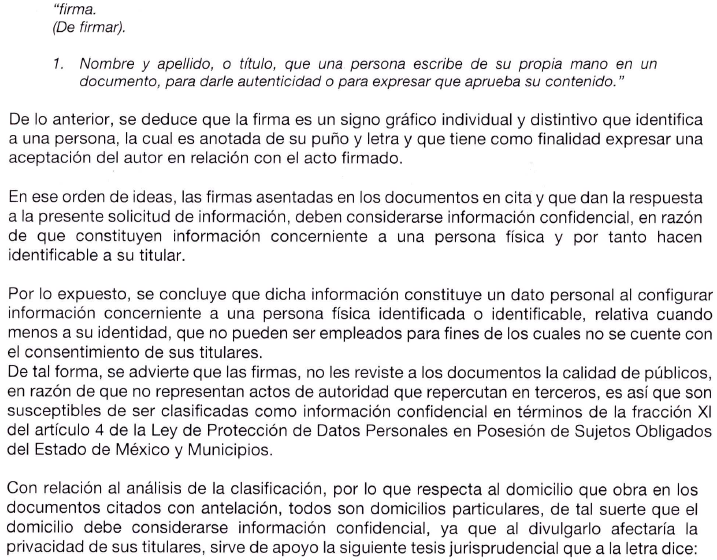 "firma.
(De firmar).
1. Nombre y apellido, o título, que una persona escribe de su propia mano en un
documento, para darle autenticidad o para expresar que aprueba su contenido."
De lo anterior, se deduce que la firma es un signo gráfico individual y distintivo que identifica
a una persona, la cual es anotada de su puño y letra y que tiene como finalidad expresar una
aceptación del autor en relación con el acto firmado.
En ese orden de ideas, las firmas asentadas en los documentos en cita y que dan la respuesta
a la presente solicitud de información, deben considerarse información confidencial, en razón
de que constituyen información concerniente a una persona física y por tanto hacen
identificable a su titular.
Por lo expuesto, se concluye que dicha información constituye un dato personal al configurar
información concerniente a una persona física identificada o identificable, relativa cuando
menos a su identidad, que no pueden ser empleados para fines de los cuales no se cuente con
el consentimiento de sus titulares.
De tal forma, se advierte que las firmas, no les reviste a los documentos la calidad de públicos,
en razón de que no representan actos de autoridad que repercutan en terceros, es así que son
susceptibles de ser clasificadas como información confidencial en términos de la fracción XI
del artículo 4 de la Ley de Protección de Datos Personales en Posesión de Sujetos Obligados
del Estado de México y Municipios.
Con relación al análisis de la clasificación, por lo que respecta al domicilio que obra en los
documentos citados con antelación, todos son domicilios particulares, de tal suerte que el
domicilio debe considerarse información confidencial, ya que al divulgarlo afectaría la
privacidad de sus titulares, sirve de apoyo la siguiente tesis jurisprudencial que a la letra dice: